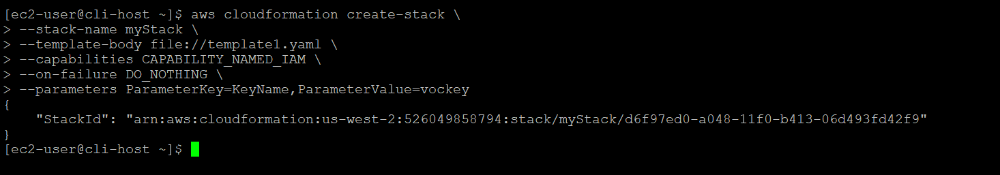 [ec2-user@cli-host ~]$ aws cloudformation create-stack \
> --stack-name myStack \
> --template-body file://template1.yaml \
> --capabilities CAPABILITY_NAMED_IAM \
> --on-failure DO_NOTHING \
> --parameters ParameterKey=KeyName,ParameterValue=vockey
{
    "StackId": "arn:aws:cloudformation:us-west-2:526049858794:stack/myStack/d6f97ed0-a048-11f0-b413-06d493fd42f9"
}
[ec2-user@cli-host ~]$